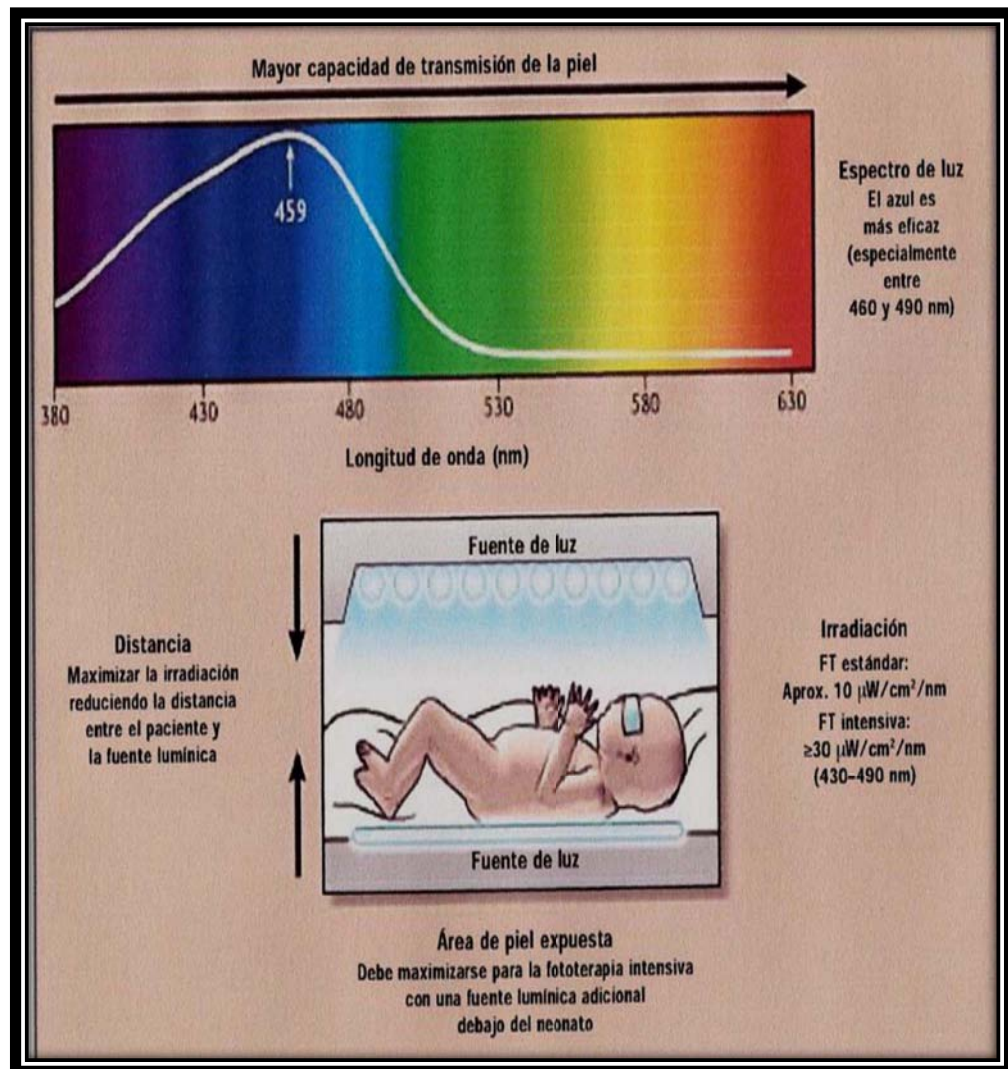 Mayor capacidad de transmisión de la piel
459
380 430 480 530 580 630
Longitud de onda (nm)
Espectro de luz
El azul es
más eficaz
(especialmente
entre
460 y 490 nm)
Fuente de luz
Fuente de luz
Distancia
Maximizar la irradiación
reduciendo la distancia
entre el paciente y
la fuente lumínica
Irradiación
FT estándar:
Aprox. 10 µW/cm²/nm
FT intensiva:
≥30 µW/cm²/nm
(430–490 nm)
Área de piel expuesta
Debe maximizarse para la fototerapia intensiva
con una fuente lumínica adicional
debajo del neonato